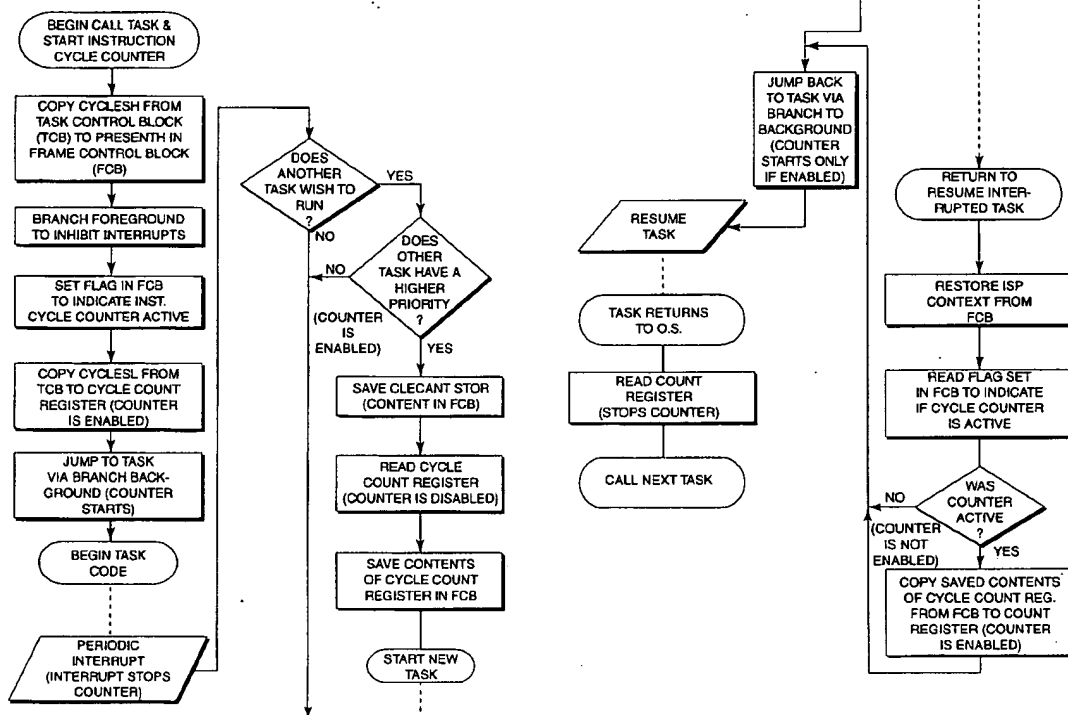 BEGIN CALL TASK &
START INSTRUCTION
CYCLE COUNTER
COPY CYCLESH FROM
TASK CONTROL BLOCK
(TCB) TO PRESENTH IN
FRAME CONTROL BLOCK
(FCB)
BRANCH FOREGROUND
TO INHIBIT INTERRUPTS
SET FLAG IN FCB
TO INDICATE INST.
CYCLE COUNTER ACTIVE
COPY CYCLESL FROM
TCB TO CYCLE COUNT
REGISTER (COUNTER
IS ENABLED)
JUMP TO TASK
VIA BRANCH BACK-
GROUND (COUNTER
STARTS)
BEGIN TASK
CODE
PERIODIC
INTERRUPT
(INTERRUPT STOPS
COUNTER)
DOES
ANOTHER
TASK WISH TO
RUN
?
YES
NO
DOES
OTHER
TASK HAVE A
HIGHER
PRIORITY
?
NO
(COUNTER
IS
ENABLED)
YES
SAVE CLECANT STOR
(CONTENT IN FCB)
READ CYCLE
COUNT REGISTER
(COUNTER IS DISABLED)
SAVE CONTENTS
OF CYCLE COUNT
REGISTER IN FCB
START NEW
TASK
JUMP BACK
TO TASK VIA
BRANCH TO
BACKGROUND
(COUNTER
STARTS ONLY
IF ENABLED)
RESUME
TASK
TASK RETURNS
TO O.S.
READ COUNT
REGISTER
(STOPS COUNTER)
CALL NEXT TASK
RETURN TO
RESUME INTER-
RUPTED TASK
RESTORE ISP
CONTEXT FROM
FCB
READ FLAG SET
IN FCB TO INDICATE
IF CYCLE COUNTER
IS ACTIVE
WAS
COUNTER
ACTIVE
?
NO
(COUNTER
IS NOT
ENABLED)
YES
COPY SAVED CONTENTS
OF CYCLE COUNT REG.
FROM FCB TO COUNT
REGISTER (COUNTER
IS ENABLED)